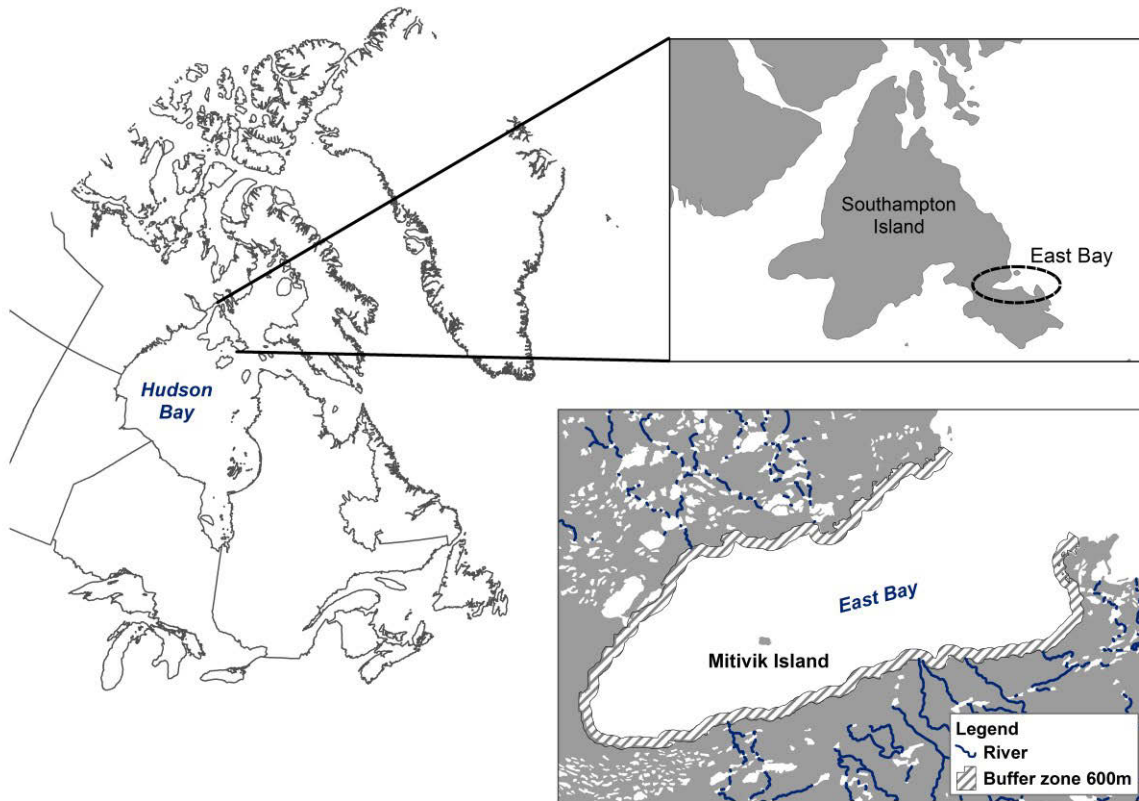 Hudson
Bay
Southampton
Island
East Bay
East Bay
Mitivik Island
Legend
River
Buffer zone 600m